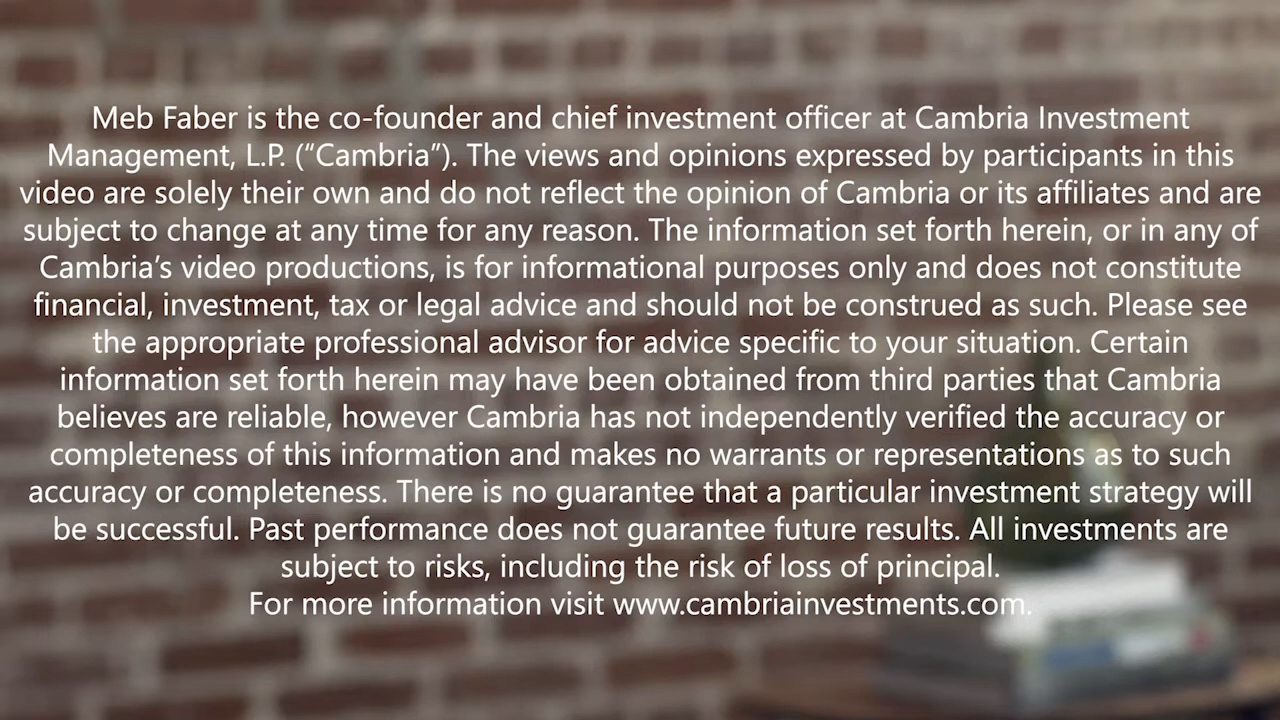 Meb Faber is the co-founder and chief investment officer at Cambria Investment
Management, L.P. (“Cambria”). The views and opinions expressed by participants in this
video are solely their own and do not reflect the opinion of Cambria or its affiliates and are
subject to change at any time for any reason. The information set forth herein, or in any of
Cambria’s video productions, is for informational purposes only and does not constitute
financial, investment, tax or legal advice and should not be construed as such. Please see
the appropriate professional advisor for advice specific to your situation. Certain
information set forth herein may have been obtained from third parties that Cambria
believes are reliable, however Cambria has not independently verified the accuracy or
completeness of this information and makes no warrants or representations as to such
accuracy or completeness. There is no guarantee that a particular investment strategy will
be successful. Past performance does not guarantee future results. All investments are
subject to risks, including the risk of loss of principal.
For more information visit www.cambriainvestments.com.